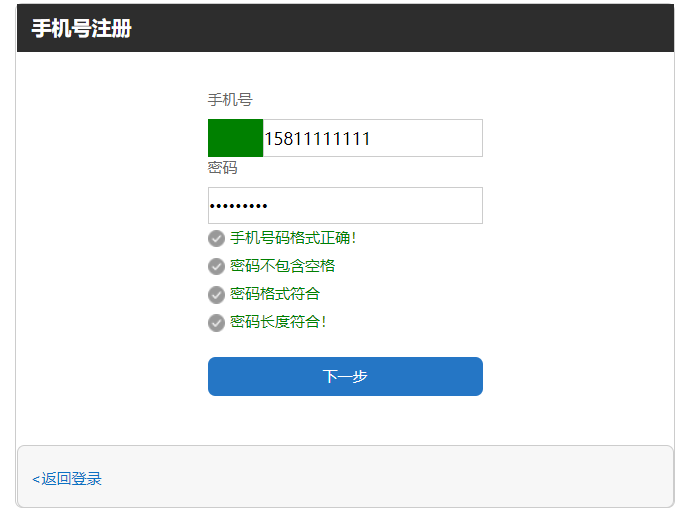 手机号注册
手机号
15811111111
密码
•••••••••
手机号码格式正确！
密码不包含空格
密码格式符合
密码长度符合！
下一步
<返回登录